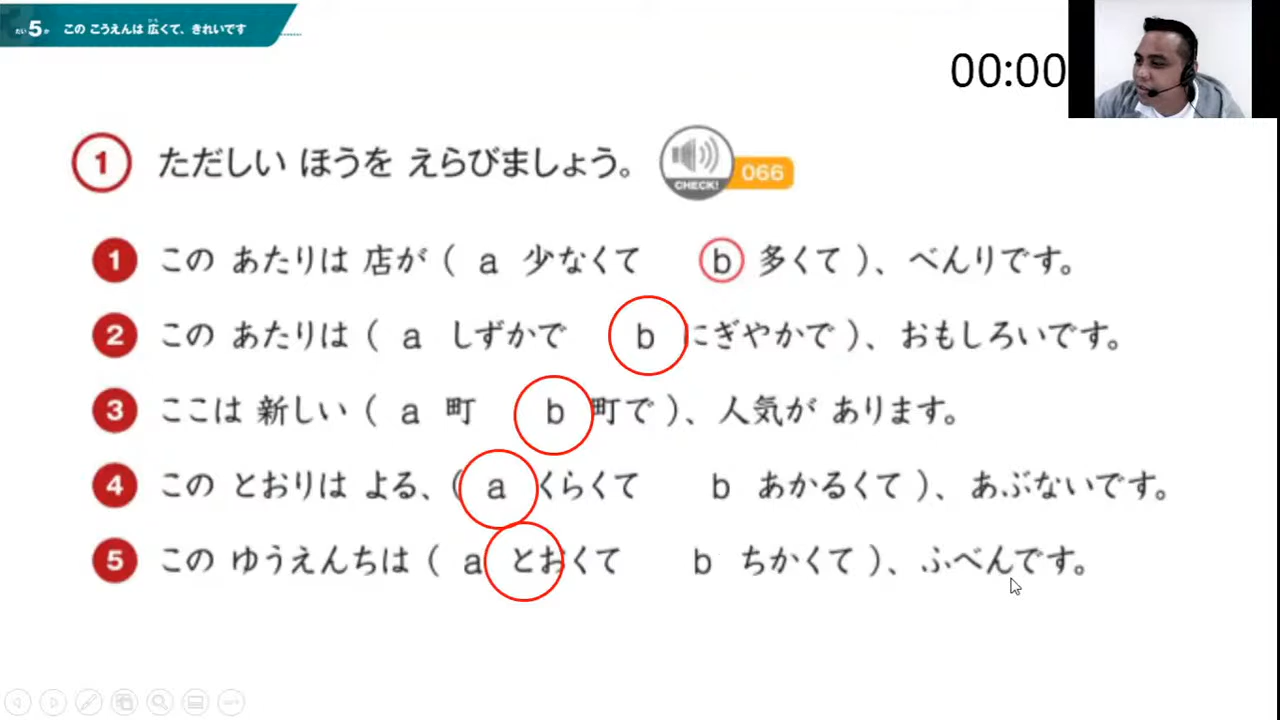 だい5か この こうえんは 広くて、きれいです
00:00
1 ただしい ほうを えらびましょう。 CHECK! 066
1 この あたりは 店が ( a 少なくて b 多くて )、べんりです。
2 この あたりは ( a しずかで b にぎやかで )、おもしろいです。
3 ここは 新しい ( a 町 b 町で )、人気が あります。
4 この とおりは よる、( a くらくて b あかるくて )、あぶないです。
5 この ゆうえんちは ( a とおくて b ちかくて )、ふべんです。